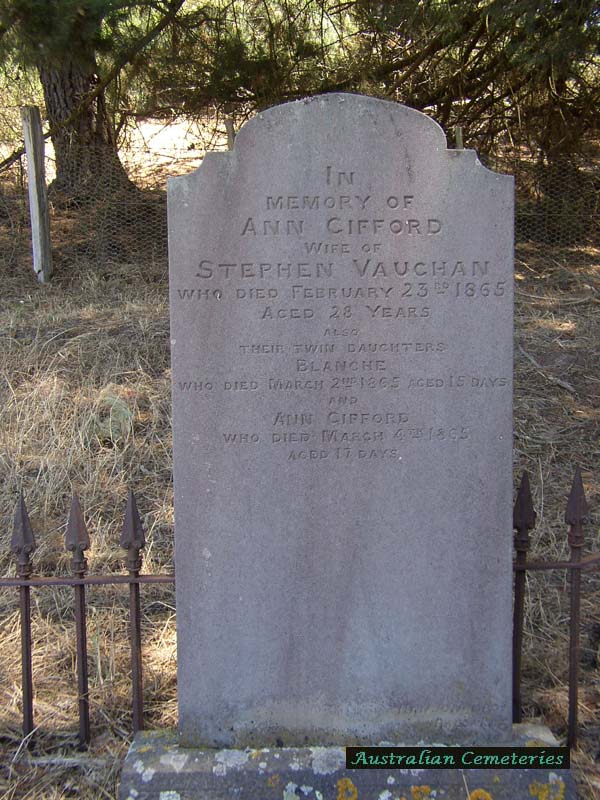 In
MEMORY OF
ANN GIFFORD
WIFE OF
STEPHEN VAUGHAN
WHO DIED FEBRUARY 23RD 1865
AGED 28 YEARS
ALSO
THEIR TWIN DAUGHTERS
BLANCHE
WHO DIED MARCH 2ND 1865 AGED 15 DAYS
AND
ANN GIFFORD
WHO DIED MARCH 4TH 1865
AGED 17 DAYS
Australian Cemeteries